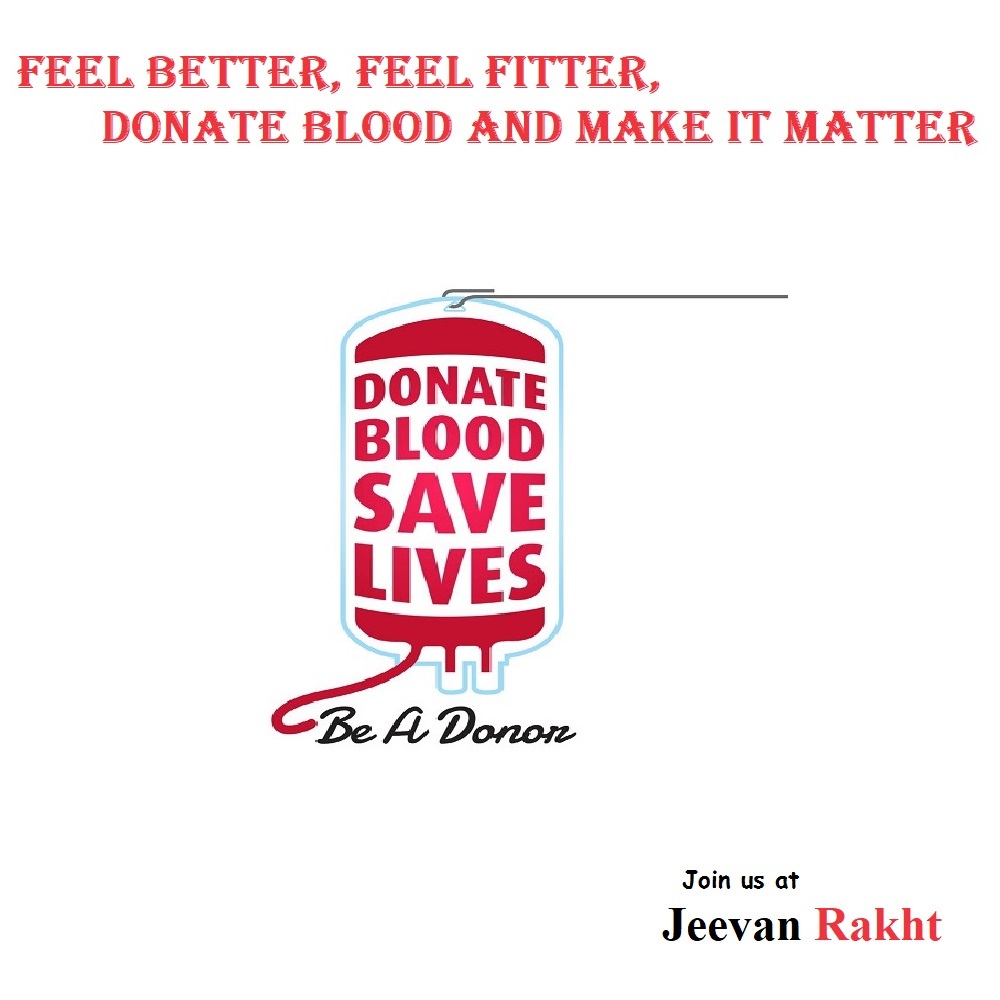 FEEL BETTER, FEEL FITTER,
DONATE BLOOD AND MAKE IT MATTER
DONATE
BLOOD
SAVE
LIVES
Be A Donor
Join us at
Jeevan Rakht